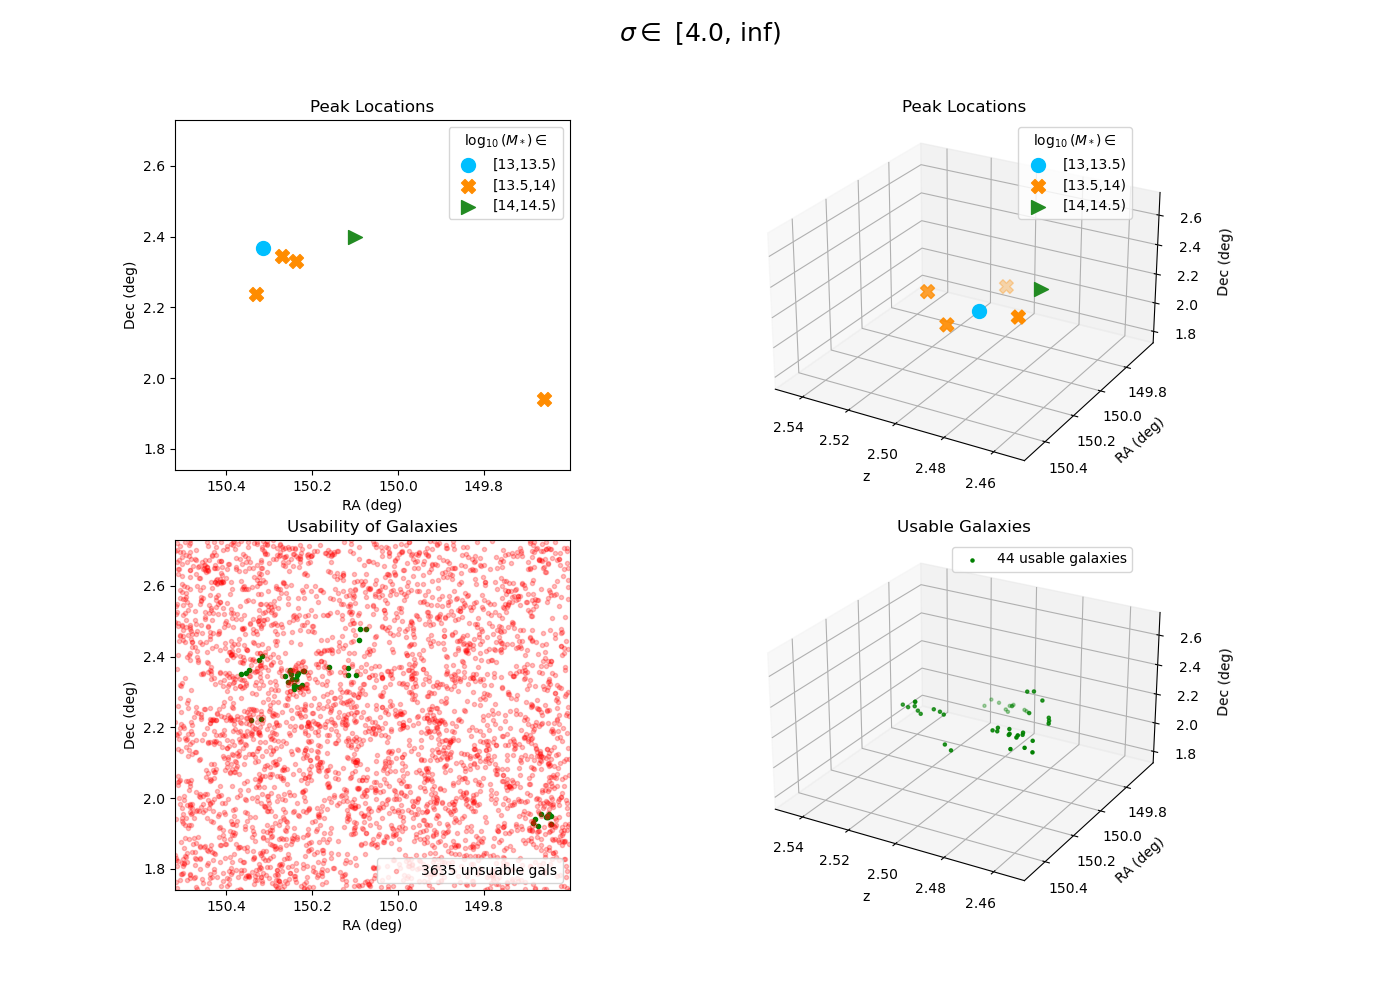 σ ∈ [4.0, inf)
Peak Locations
log10(M*) ∈
[13,13.5)
[13.5,14)
[14,14.5)
2.6
2.4
2.2
2.0
1.8
Dec (deg)
150.4 150.2 150.0 149.8
RA (deg)
Peak Locations
log10(M*) ∈
[13,13.5)
[13.5,14)
[14,14.5)
2.6
2.4
2.2
2.0
1.8
Dec (deg)
149.8
150.0
150.2
150.4
RA (deg)
2.54
2.52
2.50
2.48
2.46
z
Usability of Galaxies
2.6
2.4
2.2
2.0
1.8
Dec (deg)
3635 unsuable gals
150.4 150.2 150.0 149.8
RA (deg)
Usable Galaxies
44 usable galaxies
2.6
2.4
2.2
2.0
1.8
Dec (deg)
149.8
150.0
150.2
150.4
RA (deg)
2.54
2.52
2.50
2.48
2.46
z